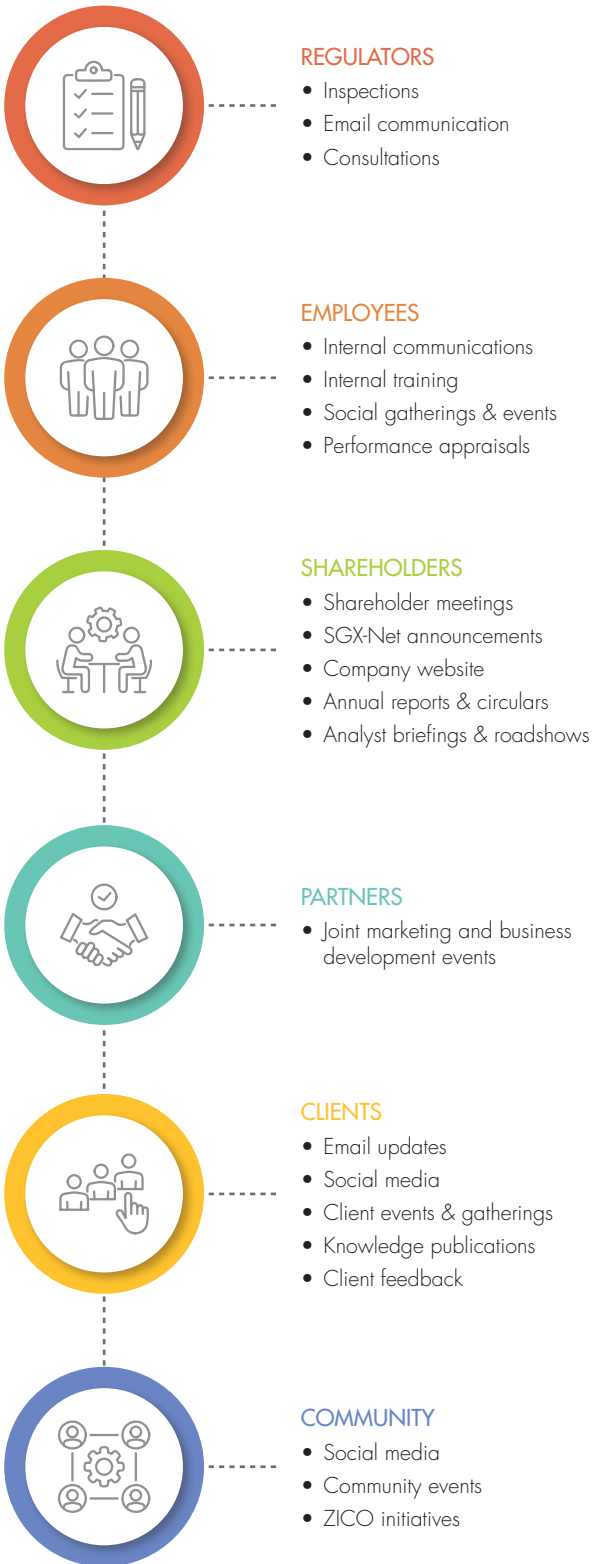 REGULATORS
• Inspections
• Email communication
• Consultations
EMPLOYEES
• Internal communications
• Internal training
• Social gatherings & events
• Performance appraisals
SHAREHOLDERS
• Shareholder meetings
• SGX-Net announcements
• Company website
• Annual reports & circulars
• Analyst briefings & roadshows
PARTNERS
• Joint marketing and business
development events
CLIENTS
• Email updates
• Social media
• Client events & gatherings
• Knowledge publications
• Client feedback
COMMUNITY
• Social media
• Community events
• ZICO initiatives